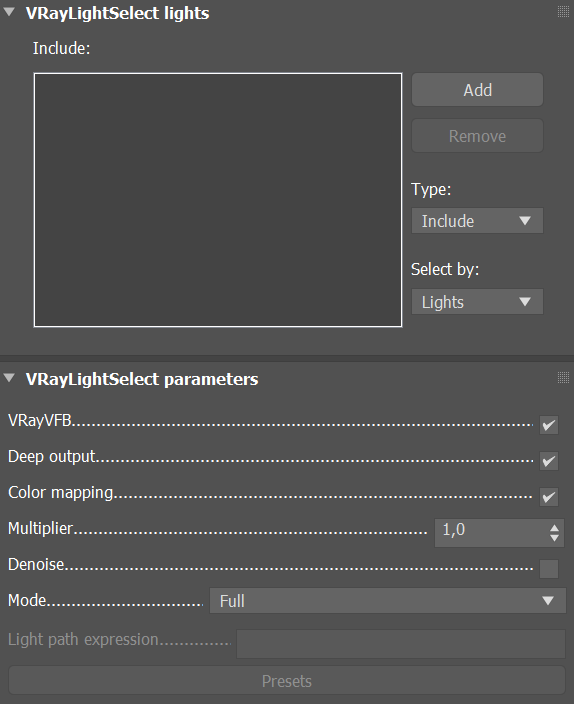 VRayLightSelect lights
Include:
Add
Remove
Type:
Include
Select by:
Lights
VRayLightSelect parameters
VRayVFB
Deep output
Color mapping
Multiplier 1,0
Denoise
Mode Full
Light path expression
Presets